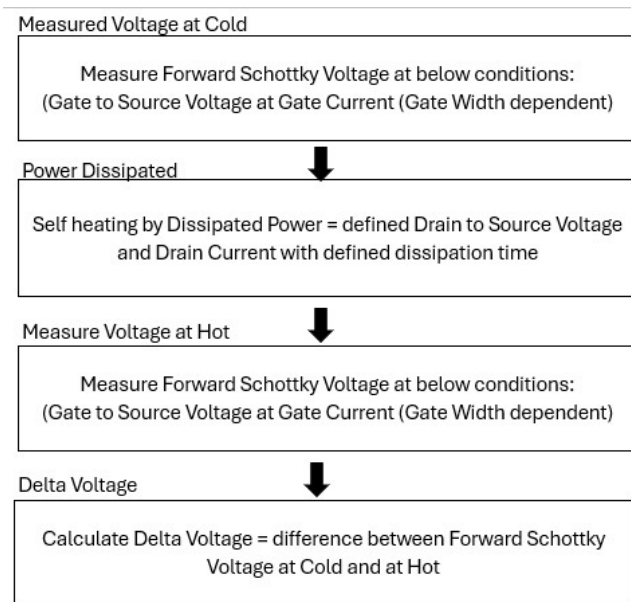 Measured Voltage at Cold
Measure Forward Schottky Voltage at below conditions:
(Gate to Source Voltage at Gate Current (Gate Width dependent)
Power Dissipated
Self heating by Dissipated Power = defined Drain to Source Voltage
and Drain Current with defined dissipation time
Measure Voltage at Hot
Measure Forward Schottky Voltage at below conditions:
(Gate to Source Voltage at Gate Current (Gate Width dependent)
Delta Voltage
Calculate Delta Voltage = difference between Forward Schottky
Voltage at Cold and at Hot